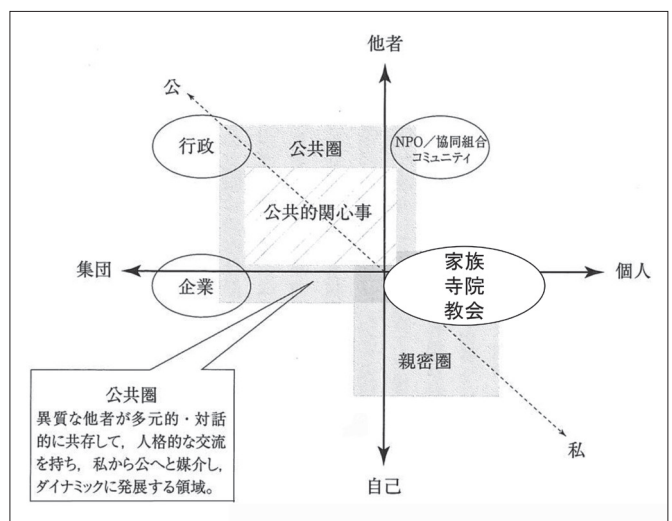 他者
公
行政
公共圏
NPO／協同組合
コミュニティ
公共的関心事
集団
企業
家族
寺院
教会
個人
親密圏
公共圏
異質な他者が多元的・対話
的に共存して，人格的な交流
を持ち，私から公へと媒介し，
ダイナミックに発展する領域。
私
自己